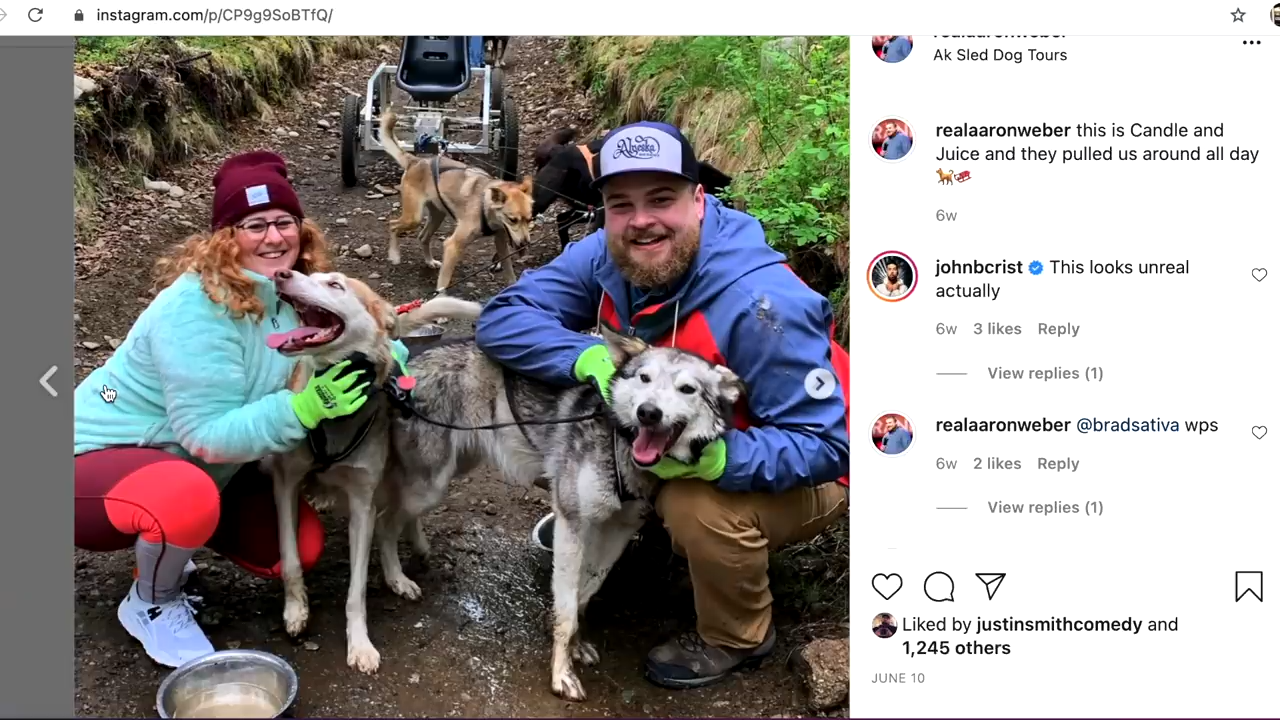 instagram.com/p/CP9g9SoBTfQ/
realaaronweber
Ak Sled Dog Tours
realaaronweber this is Candle and
Juice and they pulled us around all day
🐕🛷
6w
johnbcrist This looks unreal
actually
6w 3 likes Reply
View replies (1)
realaaronweber @bradsativa wps
6w 2 likes Reply
View replies (1)
Liked by justinsmithcomedy and
1,245 others
JUNE 10
Alyeska